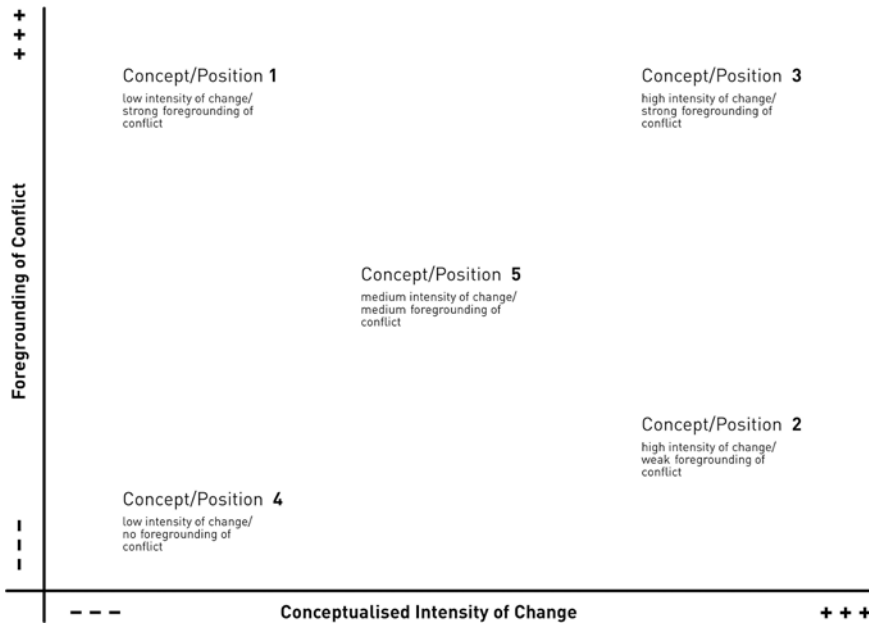 + + +
Concept/Position 1
low intensity of change/
strong foregrounding of
conflict
Concept/Position 3
high intensity of change/
strong foregrounding of
conflict
Foregrounding of Conflict
Concept/Position 5
medium intensity of change/
medium foregrounding of
conflict
Concept/Position 2
high intensity of change/
weak foregrounding of
conflict
Concept/Position 4
low intensity of change/
no foregrounding of
conflict
– – –
– – –
Conceptualised Intensity of Change
+ + +